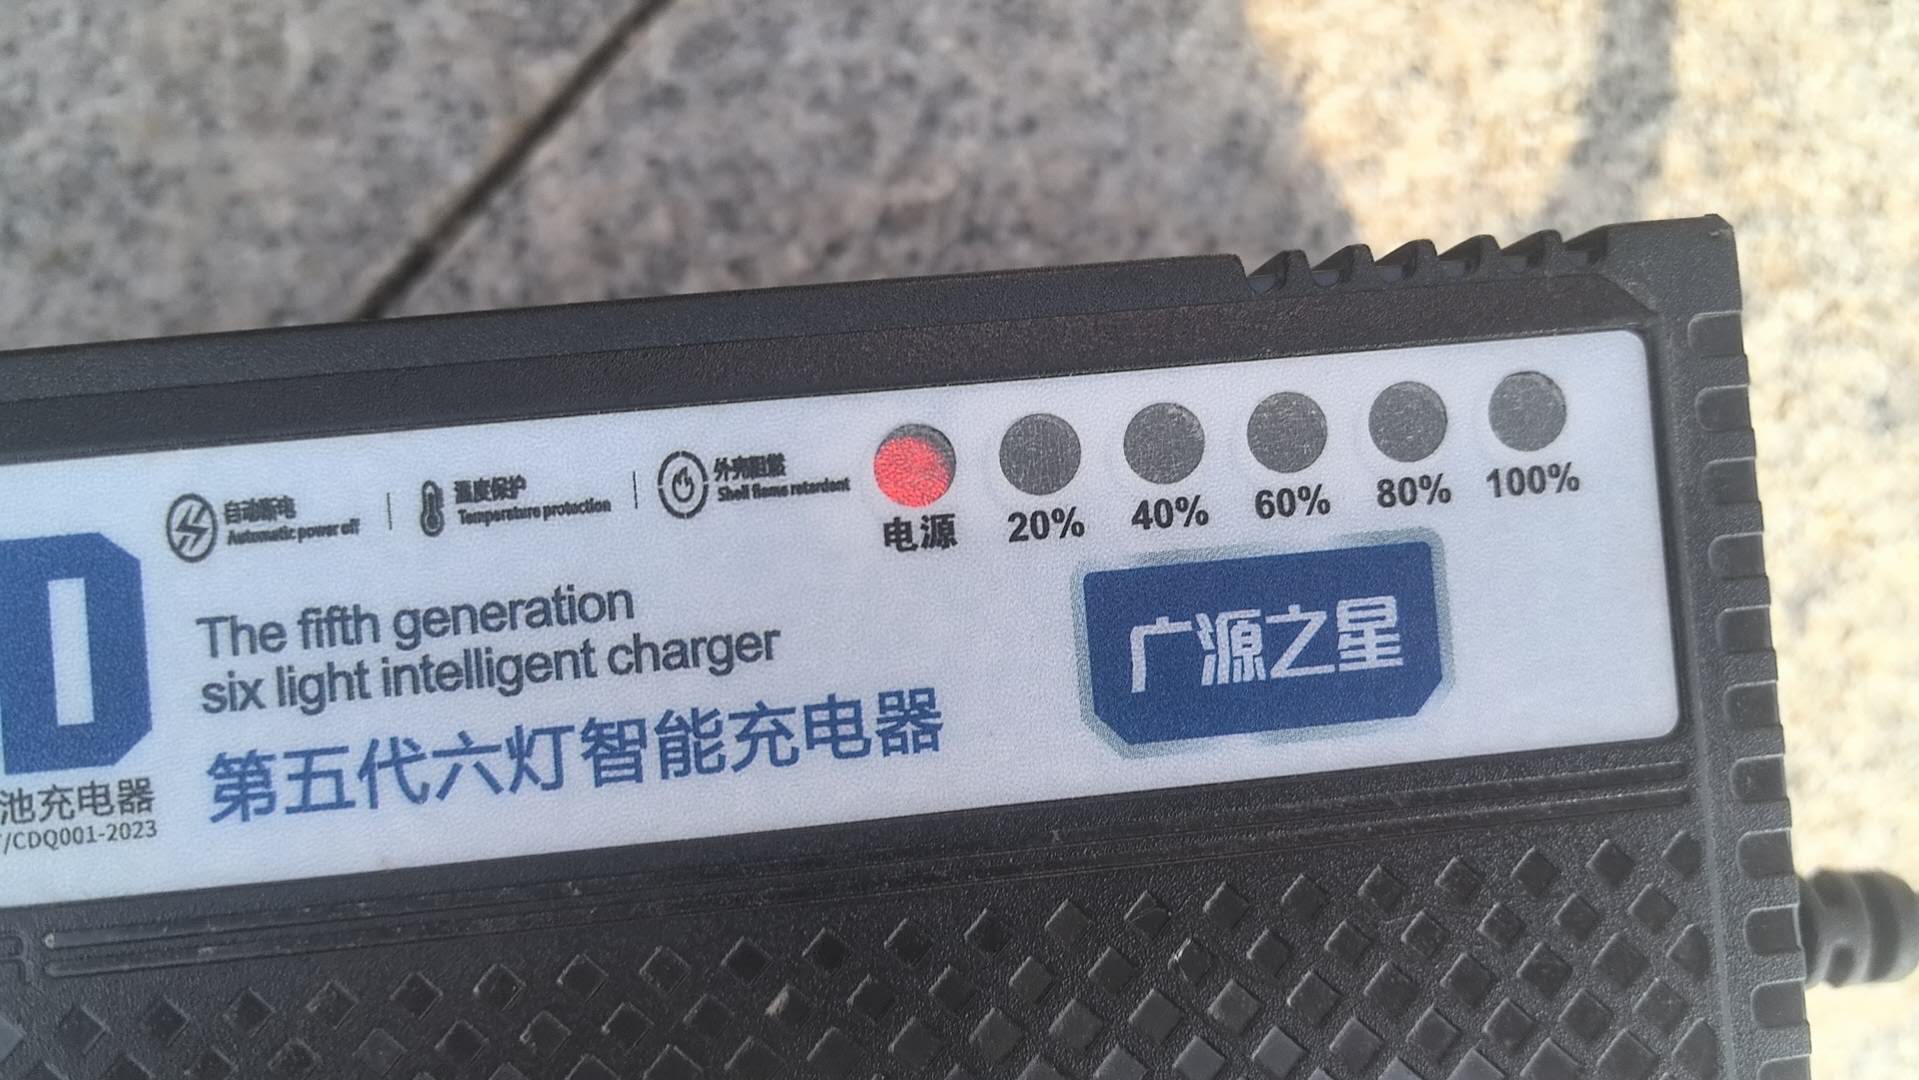 自动断电
Automatic power off
温度保护
Temperature protection
外壳阻燃
Shell flame retardent
电源
20%
40%
60%
80%
100%
The fifth generation
six light intelligent charger
第五代六灯智能充电器
广源之星
池充电器
/CDQ001-2023